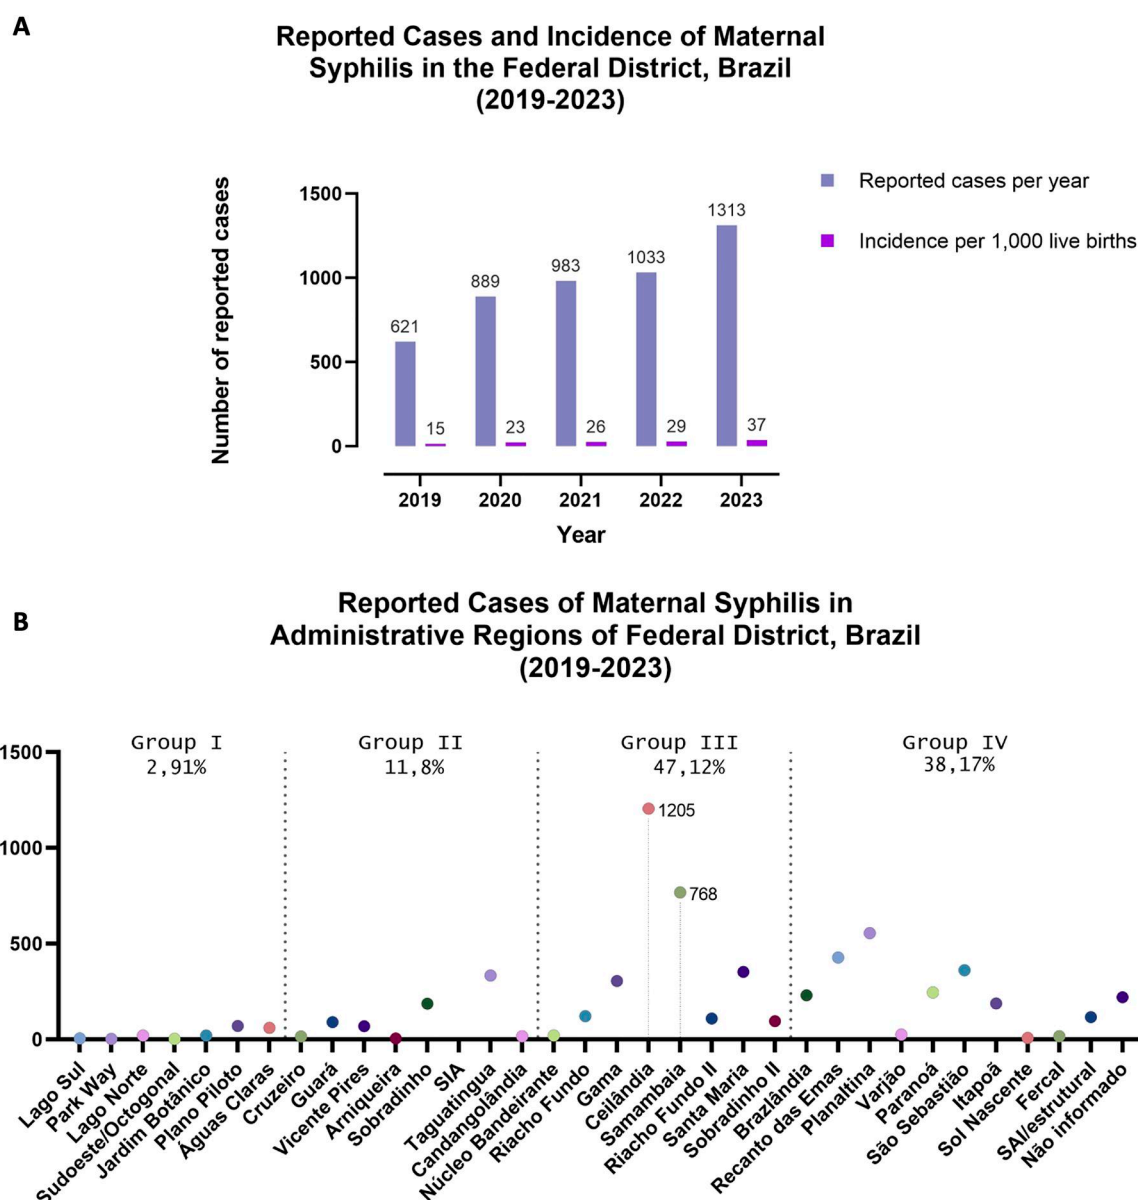 A
Reported Cases and Incidence of Maternal
Syphilis in the Federal District, Brazil
(2019-2023)
Number of reported cases
1500
1000
500
0
621
15
889
23
983
26
1033
29
1313
37
2019
2020
2021
2022
2023
Year
Reported cases per year
Incidence per 1,000 live births
B
Reported Cases of Maternal Syphilis in
Administrative Regions of Federal District, Brazil
(2019-2023)
1500
1000
500
0
Group I
2,91%
Group II
11,8%
Group III
47,12%
Group IV
38,17%
1205
768
Lago Sul
Park Way
Lago Norte
Sudoeste/Octogonal
Jardim Botânico
Plano Piloto
Águas Claras
Cruzeiro
Guará
Vicente Pires
Arniqueira
Sobradinho
SIA
Taguatingua
Candangolândia
Núcleo Bandeirante
Riacho Fundo
Gama
Ceilândia
Samambaia
Riacho Fundo II
Santa Maria
Sobradinho II
Brazlândia
Recanto das Emas
Planaltina
Varjão
Paranoá
São Sebastião
Itapoã
Sol Nascente
Fercal
SAI/estrutural
Não informado